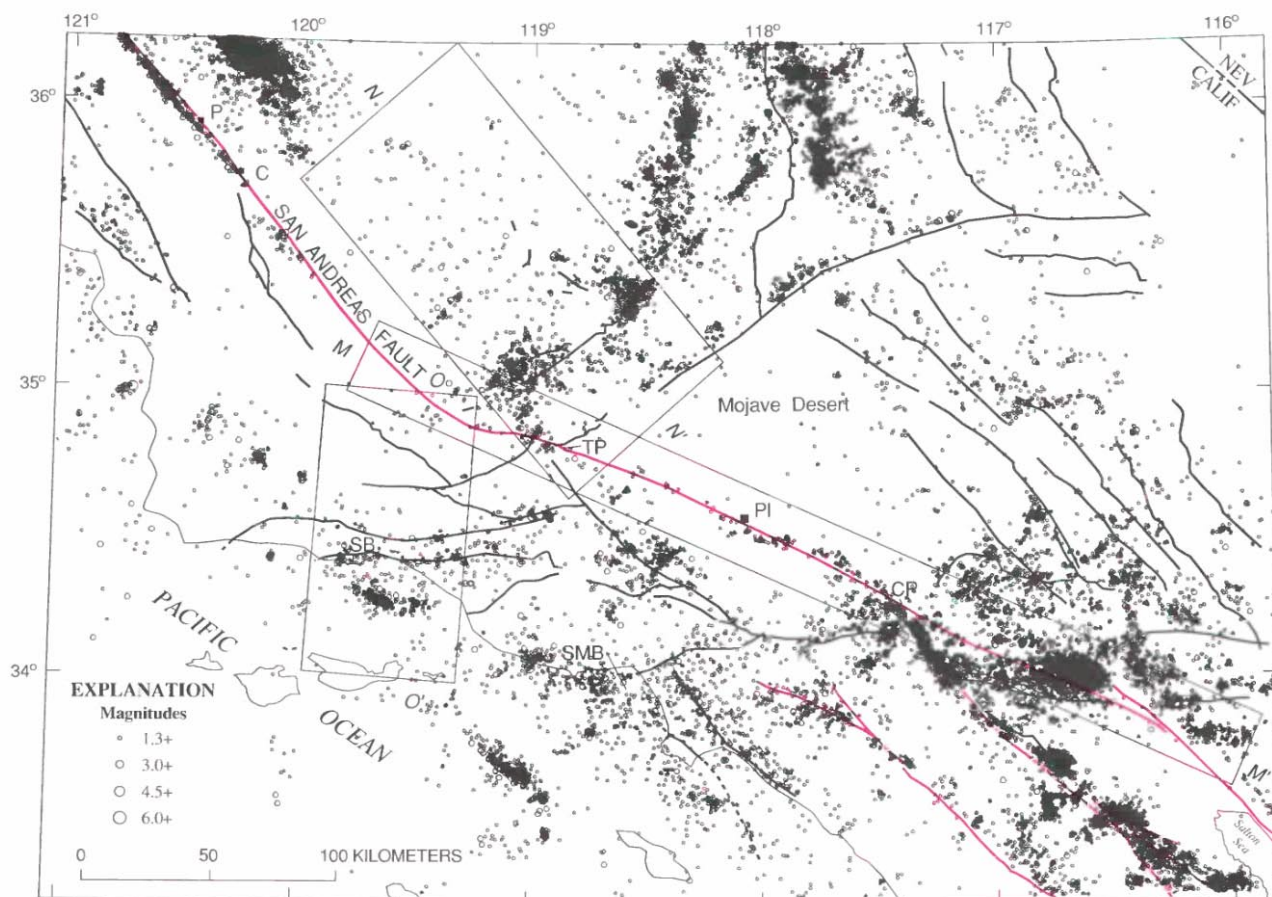 121°
120°
119°
118°
117°
116°
NEV
CALIF
36°
P
N
C
SAN ANDREAS FAULT
M
O
35°
Mojave Desert
N'
TP
PI
SB
CP
PACIFIC
OCEAN
SMB
34°
O'
EXPLANATION
Magnitudes
1.3+
3.0+
4.5+
6.0+
M'
Salton
Sea
0 50 100 KILOMETERS